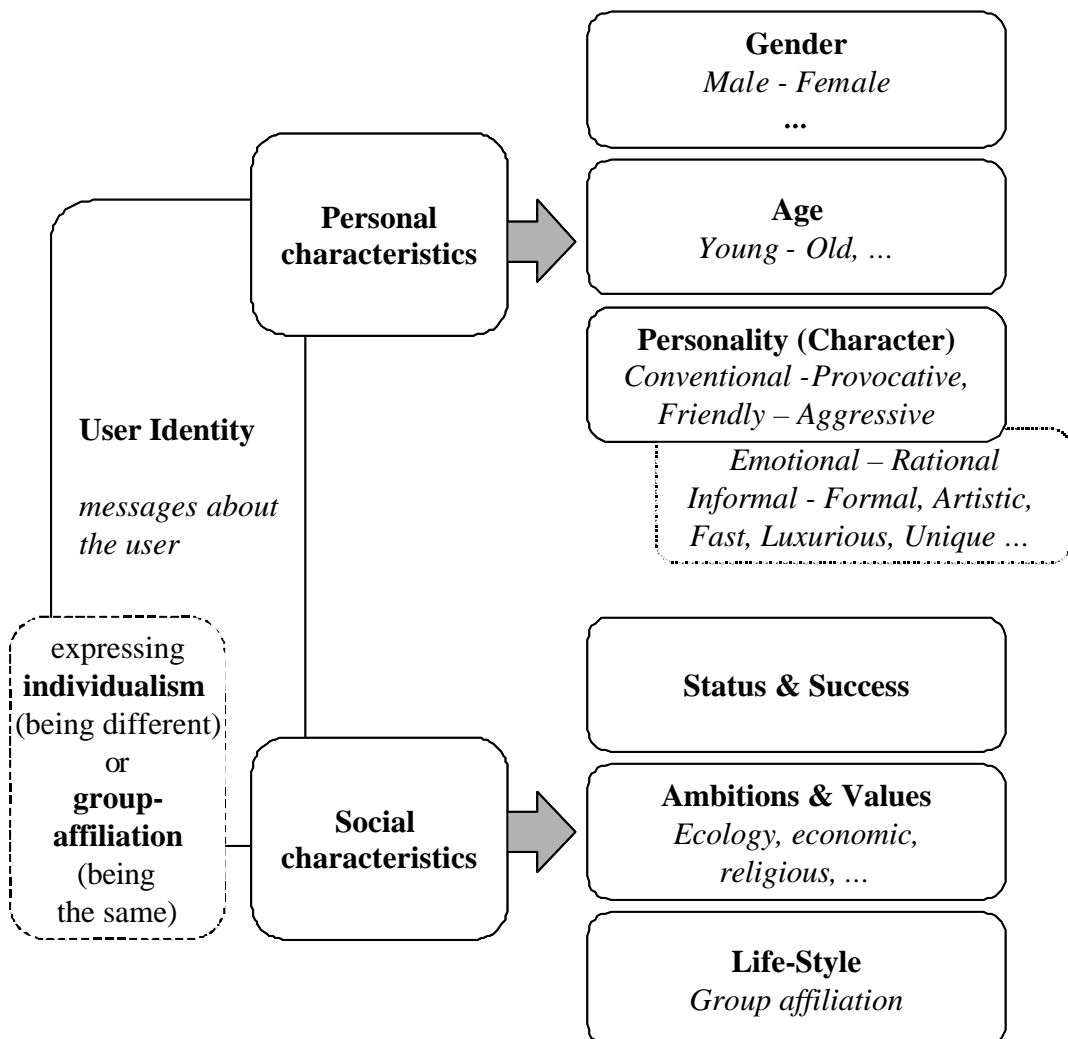 Gender
Male - Female
...
Personal
characteristics
Age
Young - Old, ...
Personality (Character)
Conventional -Provocative,
Friendly – Aggressive
Emotional – Rational
Informal - Formal, Artistic,
Fast, Luxurious, Unique ...
User Identity
messages about
the user
expressing
individualism
(being different)
or
group-
affiliation
(being
the same)
Social
characteristics
Status & Success
Ambitions & Values
Ecology, economic,
religious, ...
Life-Style
Group affiliation